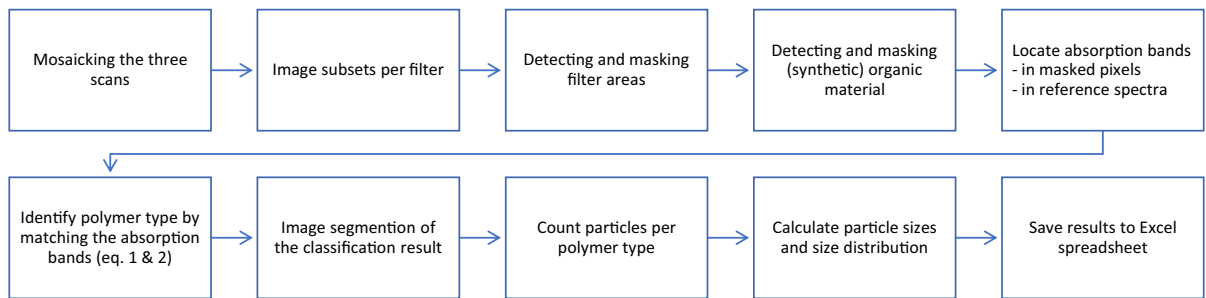 Mosaicking the three
scans
Image subsets per filter
Detecting and masking
filter areas
Detecting and masking
(synthetic) organic
material
Locate absorption bands
- in masked pixels
- in reference spectra
Identify polymer type by
matching the absorption
bands (eq. 1 & 2)
Image segmention of
the classification result
Count particles per
polymer type
Calculate particle sizes
and size distribution
Save results to Excel
spreadsheet